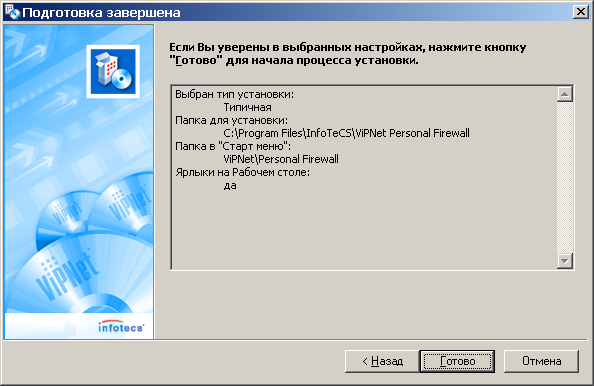 Подготовка завершена
Если Вы уверены в выбранных настройках, нажмите кнопку
"Готово" для начала процесса установки.
Выбран тип установки:
Типичная
Папка для установки:
C:\Program Files\InfoTeCS\ViPNet Personal Firewall
Папка в "Старт меню":
ViPNet\Personal Firewall
Ярлыки на Рабочем столе:
да
ViPNet
ViPNet
ViPNet
infotecs
< Назад
Готово
Отмена